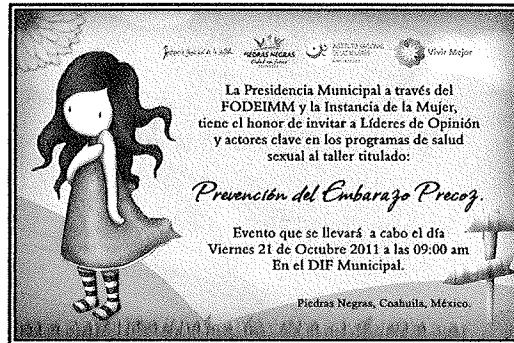 PIEDRAS NEGRAS
INSTITUTO NACIONAL
Vivir Mejor
La Presidencia Municipal a través del
FODEIMM y la Instancia de la Mujer,
tiene el honor de invitar a Líderes de Opinión
y actores clave en los programas de salud
sexual al taller titulado:
Prevención del Embarazo Precoz.
Evento que se llevará a cabo el día
Viernes 21 de Octubre 2011 a las 09:00 am
En el DIF Municipal.
Piedras Negras, Coahuila, México.